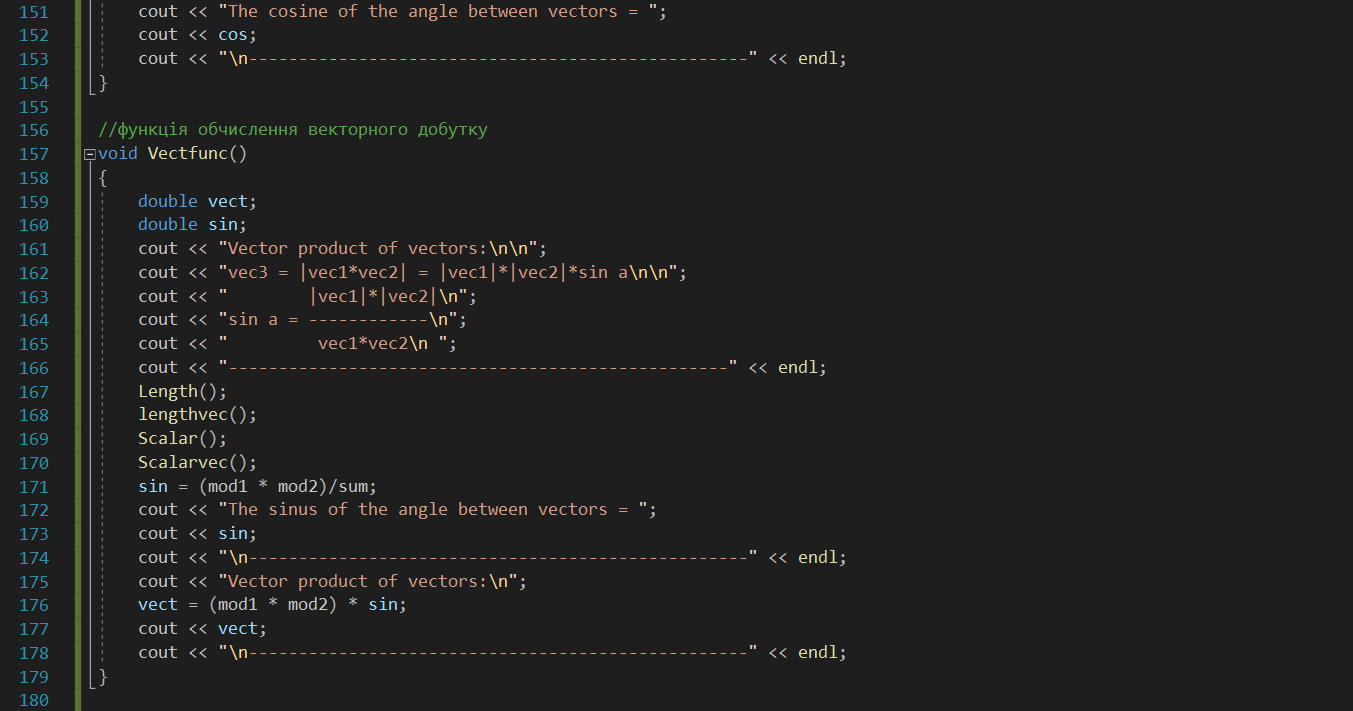 151 cout << "The cosine of the angle between vectors = ";
152 cout << cos;
153 cout << "\n--------------------------------------------------" << endl;
154 }
155
156 //функція обчислення векторного добутку
157 void Vectfunc()
158 {
159 double vect;
160 double sin;
161 cout << "Vector product of vectors:\n\n";
162 cout << "vec3 = |vec1*vec2| = |vec1|*|vec2|*sin a\n\n";
163 cout << "        |vec1|*|vec2|\n";
164 cout << "sin a = ------------\n";
165 cout << "         vec1*vec2\n ";
166 cout << "--------------------------------------------------" << endl;
167 Length();
168 lengthvec();
169 Scalar();
170 Scalarvec();
171 sin = (mod1 * mod2)/sum;
172 cout << "The sinus of the angle between vectors = ";
173 cout << sin;
174 cout << "\n--------------------------------------------------" << endl;
175 cout << "Vector product of vectors:\n";
176 vect = (mod1 * mod2) * sin;
177 cout << vect;
178 cout << "\n--------------------------------------------------" << endl;
179 }
180